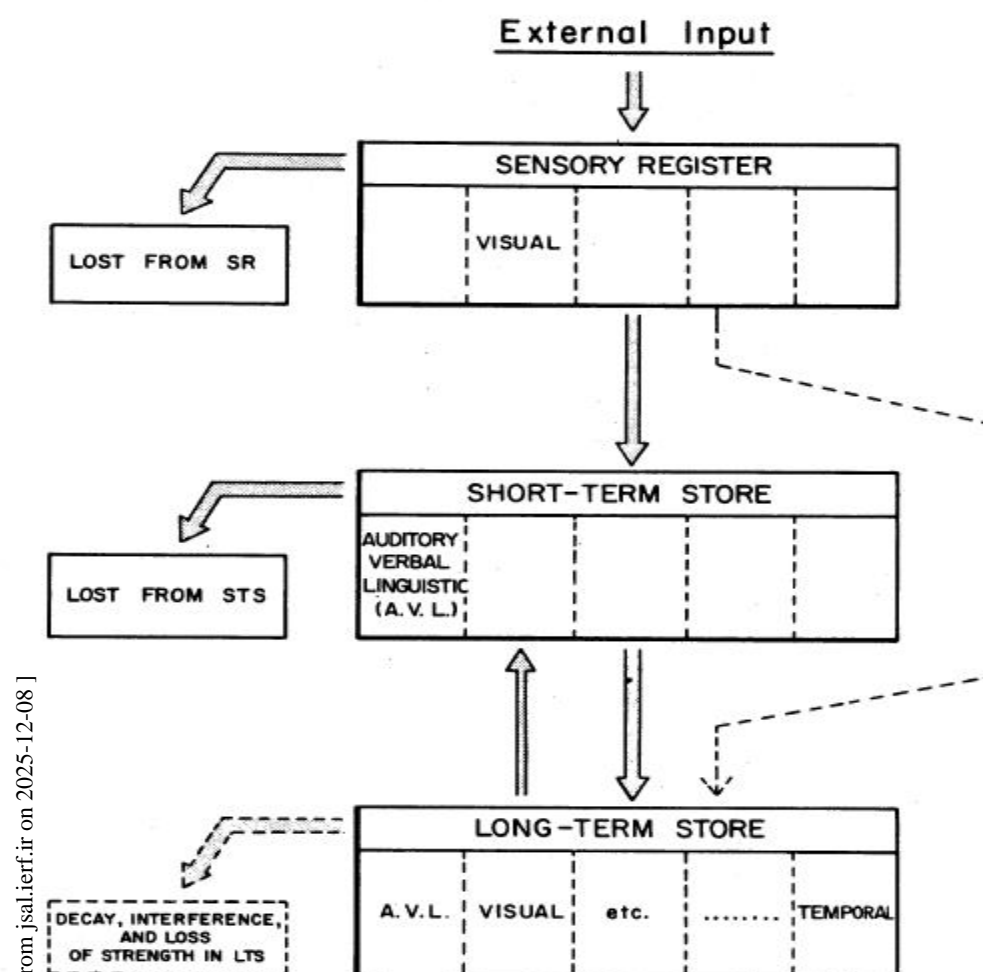 External Input
SENSORY REGISTER
VISUAL
LOST FROM SR
SHORT-TERM STORE
AUDITORY
VERBAL
LINGUISTIC
(A. V. L.)
LOST FROM STS
LONG-TERM STORE
A. V. L. VISUAL etc. ........ TEMPORAL
DECAY, INTERFERENCE,
AND LOSS
OF STRENGTH IN LTS
rom jsal.ierf.ir on 2025-12-08 ]